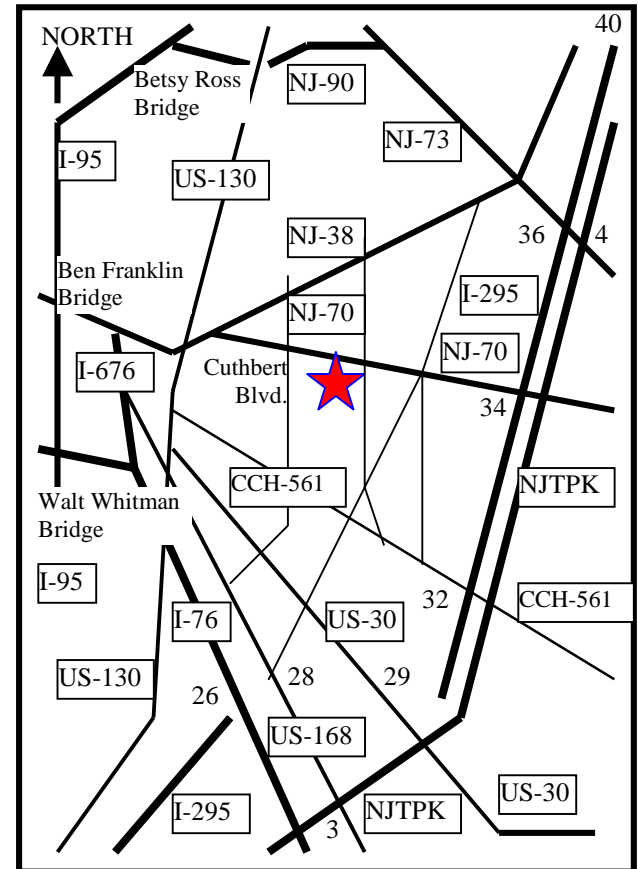 40
NORTH
Betsy Ross
Bridge
NJ-90
NJ-73
I-95
US-130
NJ-38
36
4
Ben Franklin
Bridge
I-295
NJ-70
NJ-70
I-676
Cuthbert
Blvd.
34
CCH-561
NJTPK
Walt Whitman
Bridge
I-95
32
CCH-561
I-76
US-30
US-130
28
29
26
US-168
US-30
I-295
NJTPK
3